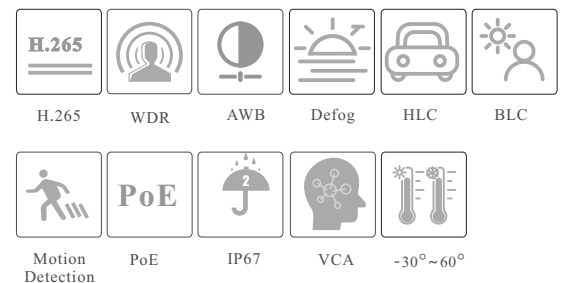 H.265
H.265 WDR AWB Defog HLC BLC
PoE 2
Motion PoE IP67 VCA -30°~60°
Detection